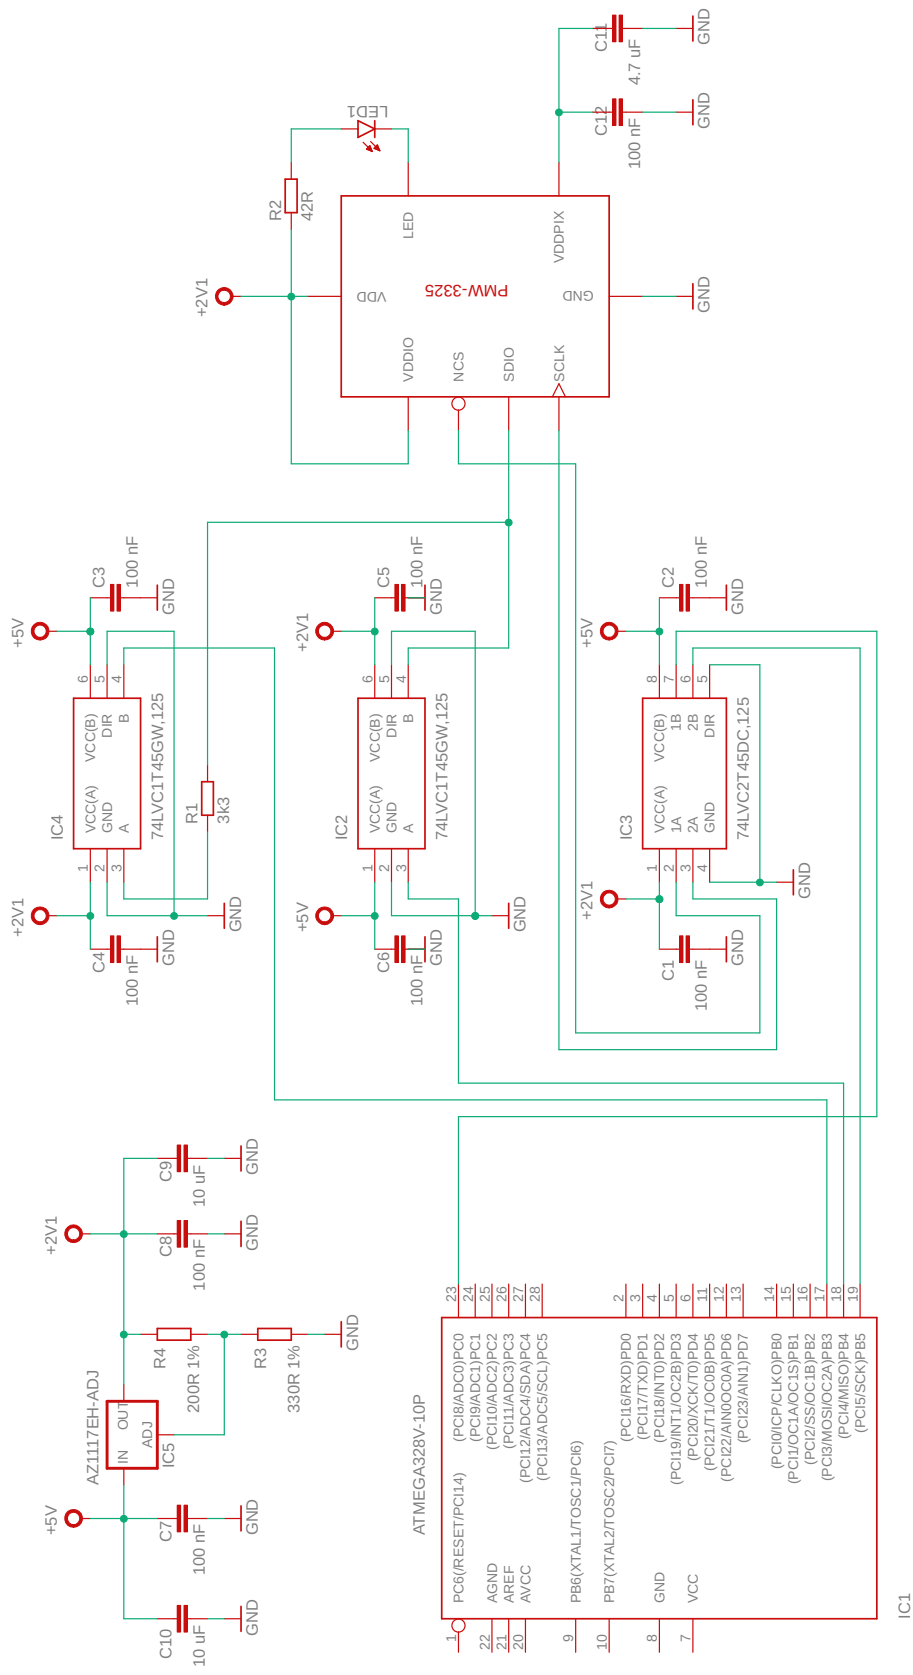 C11
4.7 uF
GND
C12
100 nF
GND
LED1
R2
42R
LED
VDDPIX
+2V1
VDD
PMW-3325
GND
GND
VDDIO
NCS
SDIO
SCLK
C3
100 nF
GND
+5V
6
5
4
VCC(B)
DIR
B
VCC(A)
GND
A
1
2
3
IC4
74LVC1T45GW,125
R1
3k3
+2V1
GND
C4
100 nF
GND
C5
100 nF
GND
+2V1
6
5
4
VCC(B)
DIR
B
VCC(A)
GND
A
1
2
3
IC2
74LVC1T45GW,125
+5V
GND
C6
100 nF
GND
C2
100 nF
GND
+5V
8
7
6
5
VCC(B)
1B
2B
DIR
VCC(A)
1A
2A
GND
1
2
3
4
IC3
74LVC2T45DC,125
+2V1
GND
C1
100 nF
GND
C9
10 uF
GND
+2V1
C8
100 nF
GND
R4
200R 1%
R3
330R 1%
GND
AZ1117EH-ADJ
OUT
IN
ADJ
IC5
+5V
C7
100 nF
GND
C10
10 uF
GND
ATMEGA328V-10P
23
24
25
26
27
28
2
3
4
5
6
11
12
13
14
15
16
17
18
19
(PCI8/ADC0)PC0
(PCI9/ADC1)PC1
(PCI10/ADC2)PC2
(PCI11/ADC3)PC3
(PCI12/ADC4/SDA)PC4
(PCI13/ADC5/SCL)PC5
(PCI16/RXD)PD0
(PCI17/TXD)PD1
(PCI18/INT0)PD2
(PCI19/INT1/OC2B)PD3
(PCI20/XCK/T0)PD4
(PCI21/T1/OC0B)PD5
(PCI22/AIN0OC0A)PD6
(PCI23/AIN1)PD7
(PCI0/ICP/CLKO)PB0
(PCI1/OC1A/OC1S)PB1
(PCI2/SS/OC1B)PB2
(PCI3/MOSI/OC2A)PB3
(PCI4/MISO)PB4
(PCI5/SCK)PB5
PC6(/RESET/PCI14)
AGND
AREF
AVCC
PB6(XTAL1/TOSC1/PCI6)
PB7(XTAL2/TOSC2/PCI7)
GND
VCC
1
22
21
20
9
10
8
7
IC1